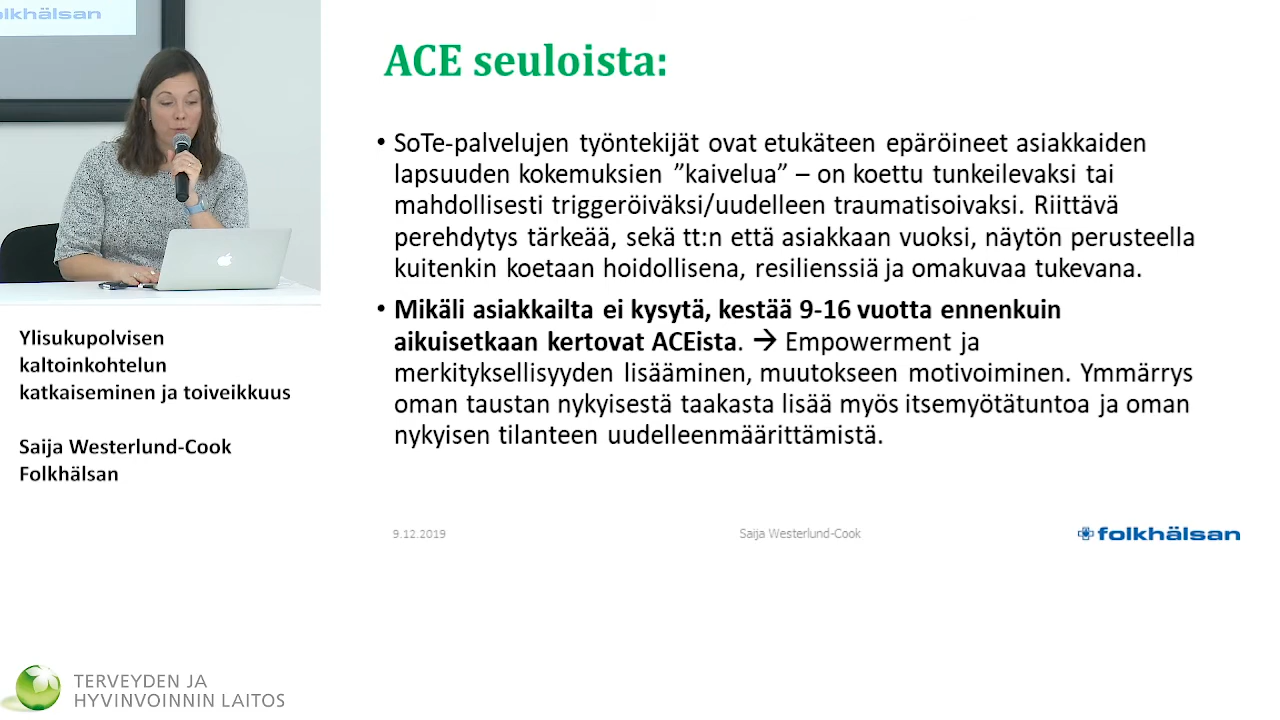 lkhälsan
ACE seuloista:
• SoTe-palvelujen työntekijät ovat etukäteen epäröineet asiakkaiden
lapsuuden kokemuksien ”kaivelua” – on koettu tunkeilevaksi tai
mahdollisesti triggeröiväksi/uudelleen traumatisoivaksi. Riittävä
perehdytys tärkeää, sekä tt:n että asiakkaan vuoksi, näytön perusteella
kuitenkin koetaan hoidollisena, resilienssiä ja omakuvaa tukevana.
• Mikäli asiakkailta ei kysytä, kestää 9-16 vuotta ennenkuin
aikuisetkaan kertovat ACEista. → Empowerment ja
merkityksellisyyden lisääminen, muutokseen motivoiminen. Ymmärrys
oman taustan nykyisestä taakasta lisää myös itsemyötätuntoa ja oman
nykyisen tilanteen uudelleenmäärittämistä.
9.12.2019
Saija Westerlund-Cook
folkhälsan
Ylisukupolvisen
kaltoinkohtelun
katkaiseminen ja toiveikkuus
Saija Westerlund-Cook
Folkhälsan
TERVEYDEN JA
HYVINVOINNIN LAITOS